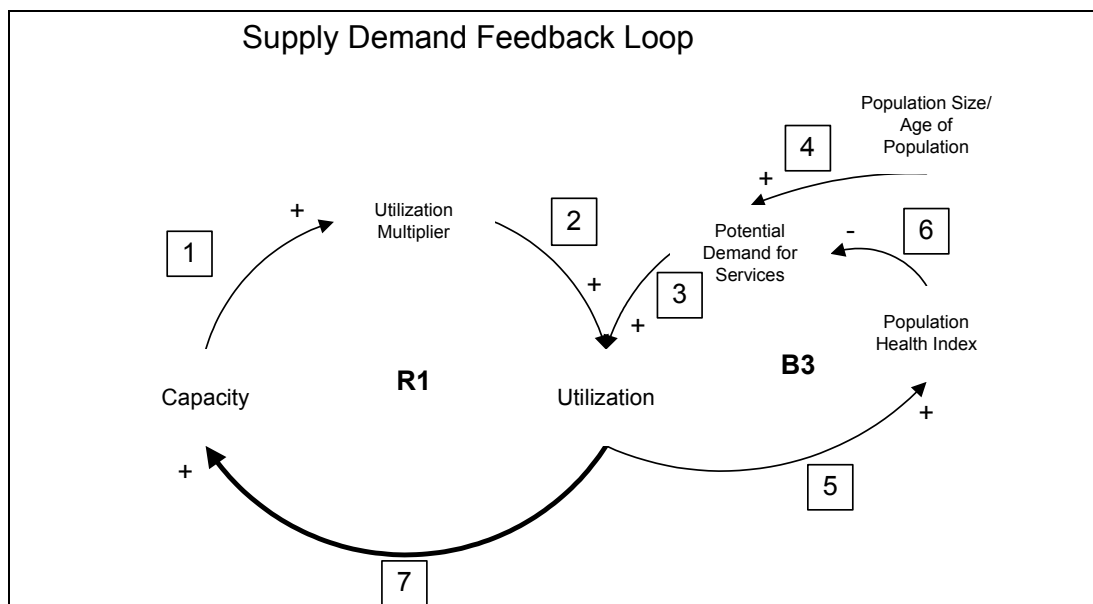 Supply Demand Feedback Loop
Population Size/
Age of
Population
4
+
Utilization
Multiplier
+
1
2
+
Potential
Demand for
Services
-
6
3
+
Population
Health Index
R1
B3
Capacity
Utilization
+
+
5
7